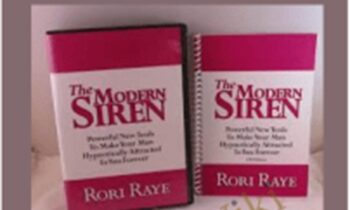 The
MODERN
SIREN
Powerful New Tools
To Make Your Man
Hypnotically Attracted
To You Forever
RORI RAYE
The
MODERN
SIREN
Powerful New Tools
To Make Your Man
Hypnotically Attracted
To You Forever
RORI RAYE